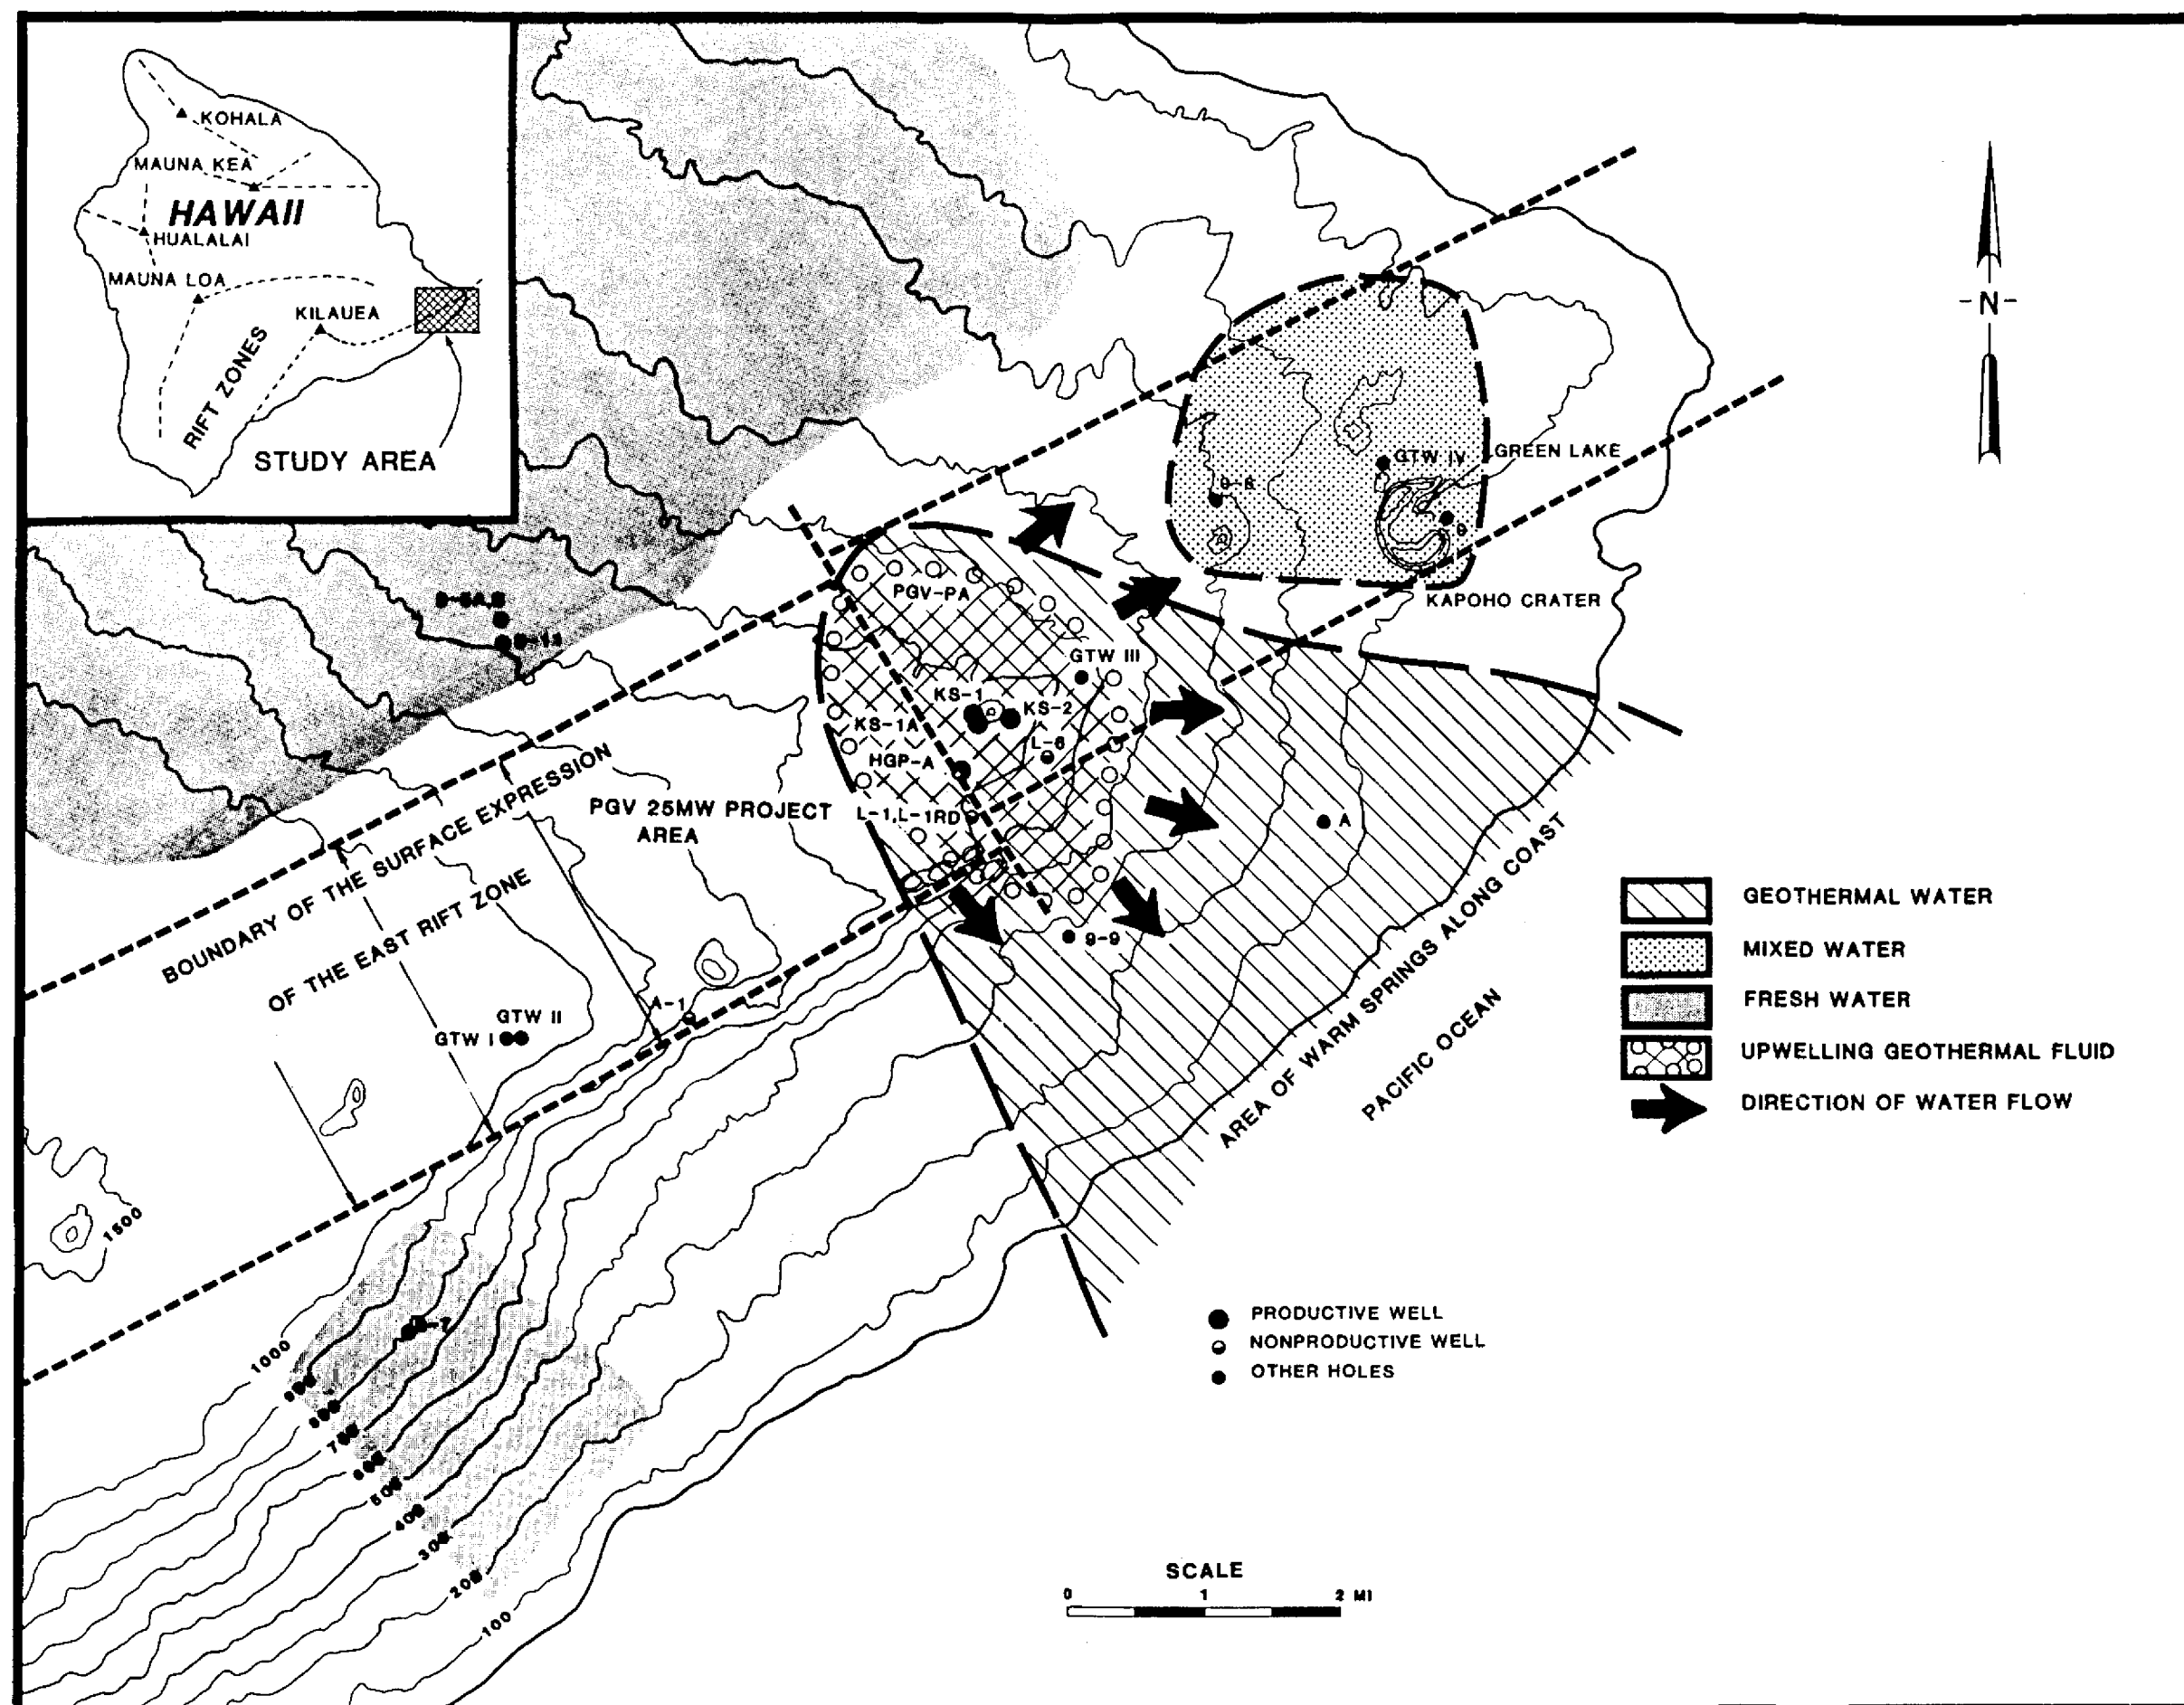 KOHALA
MAUNA KEA
HAWAII
HUALALAI
MAUNA LOA
KILAUEA
RIFT ZONES
STUDY AREA
N
GTW IV
GREEN LAKE
KAPOHO CRATER
PGV-PA
GTW III
KS-1
KS-2
KS-1A
L-6
HGP-A
L-1, L-1RD
PGV 25MW PROJECT
AREA
A
9-9
BOUNDARY OF THE SURFACE EXPRESSION
OF THE EAST RIFT ZONE
A-1
GTW II
GTW I
AREA OF WARM SPRINGS ALONG COAST
PACIFIC OCEAN
GEOTHERMAL WATER
MIXED WATER
FRESH WATER
UPWELLING GEOTHERMAL FLUID
DIRECTION OF WATER FLOW
1500
1000
500
400
300
200
100
PRODUCTIVE WELL
NONPRODUCTIVE WELL
OTHER HOLES
SCALE
0 1 2 MI